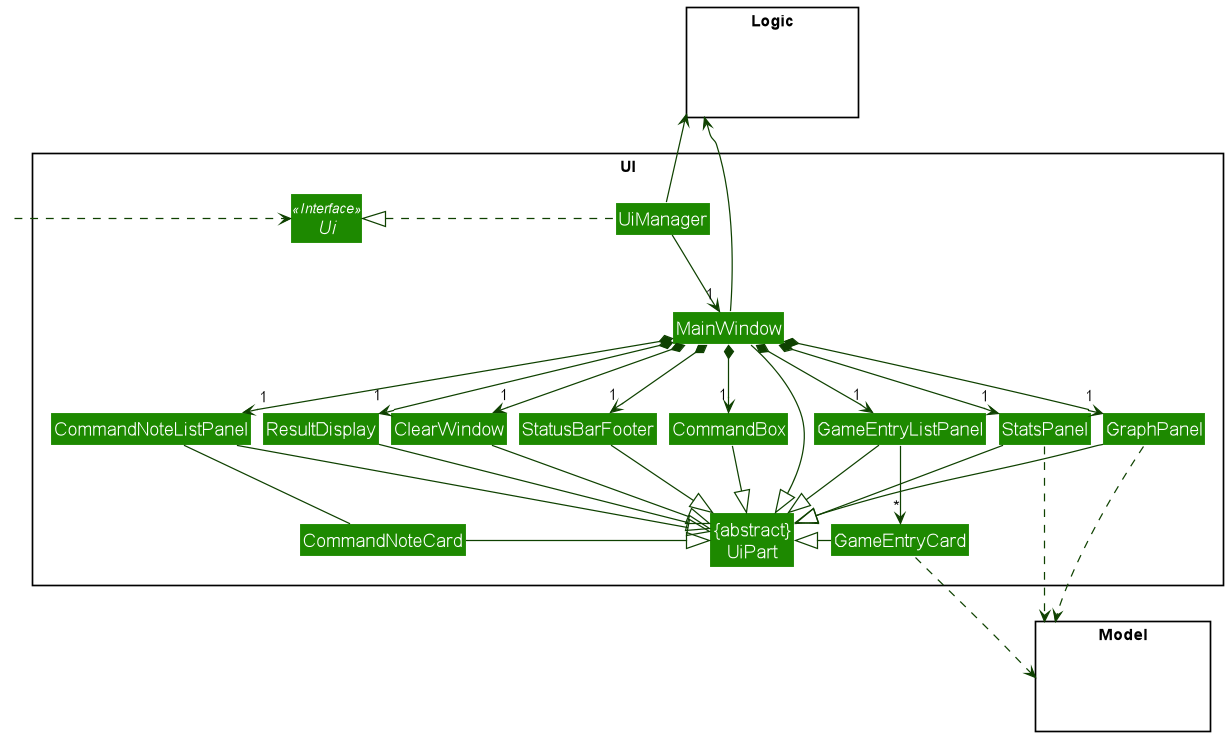 Logic
UI
«Interface»
Ui
UiManager
1
MainWindow
1
1
1
1
1
1
1
1
CommandNoteListPanel
ResultDisplay
ClearWindow
StatusBarFooter
CommandBox
GameEntryListPanel
StatsPanel
GraphPanel
*
{abstract}
UiPart
CommandNoteCard
GameEntryCard
Model